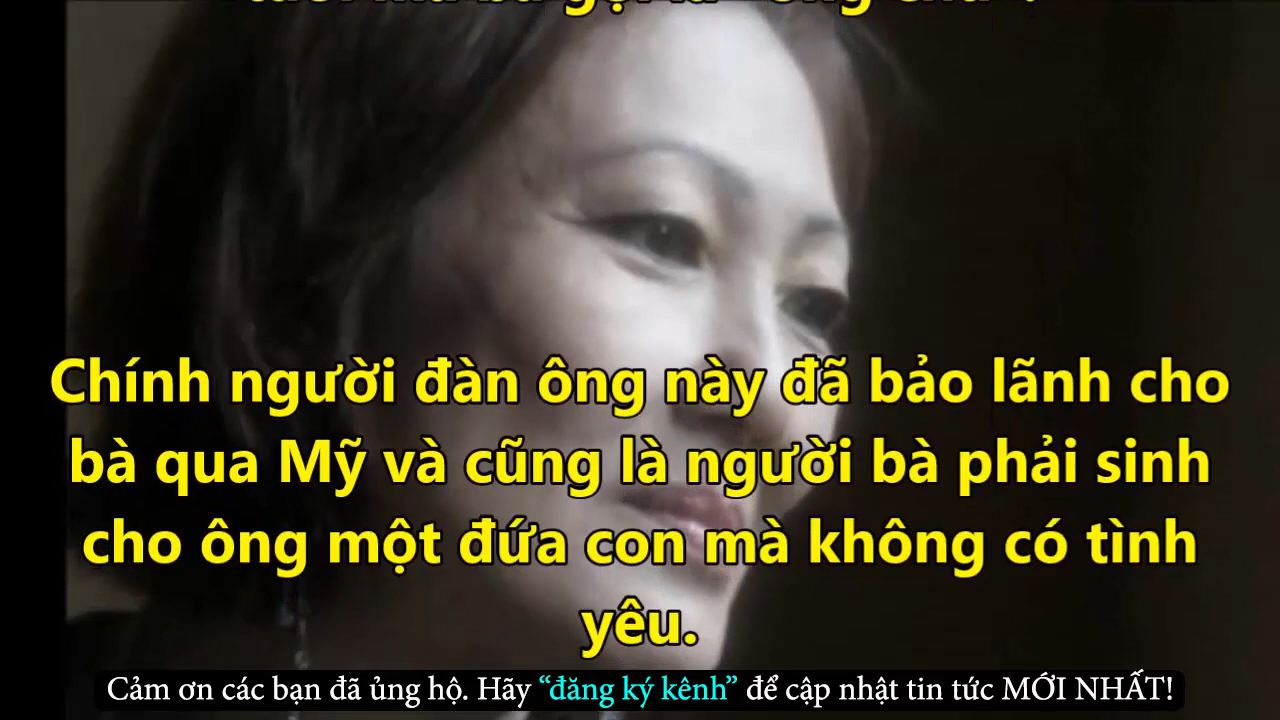 Chính người đàn ông này đã bảo lãnh cho
bà qua Mỹ và cũng là người bà phải sinh
cho ông một đứa con mà không có tình
yêu.
Cảm ơn các bạn đã ủng hộ. Hãy “đăng ký kênh” để cập nhật tin tức MỚI NHẤT!